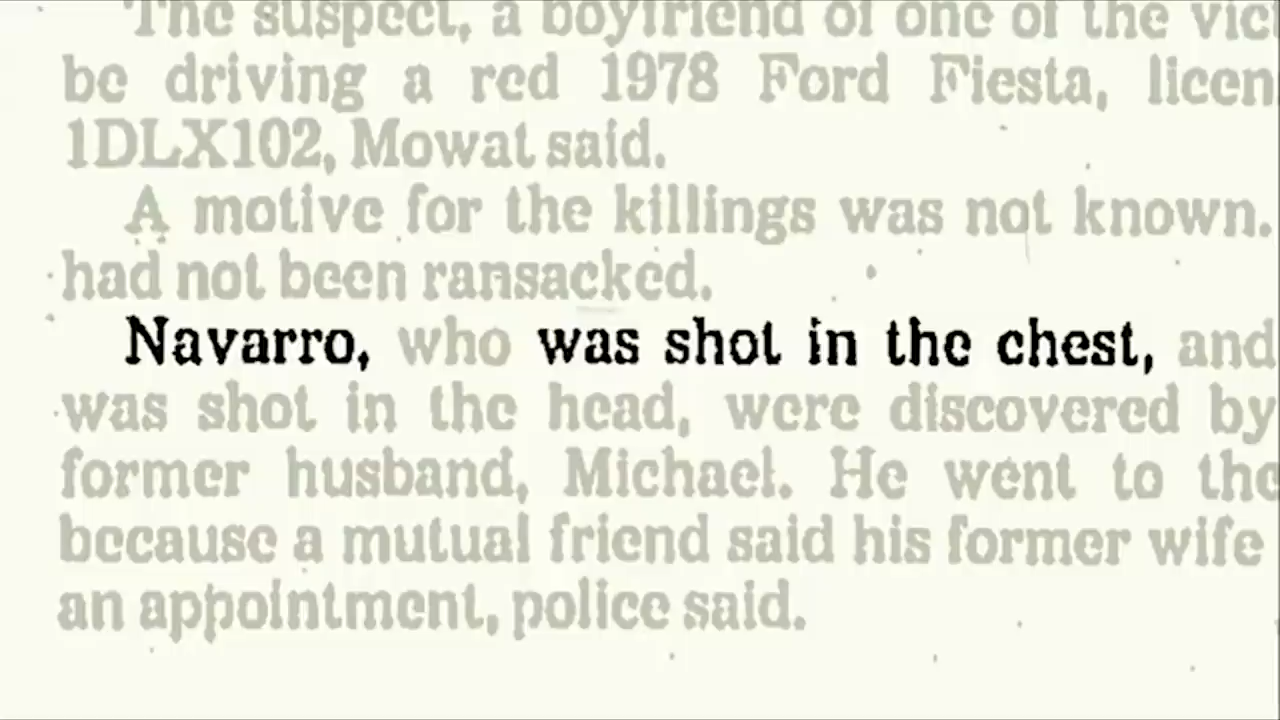 The suspect, a boyfriend of one of the
be driving a red 1978 Ford Fiesta,
1DLX102, Mowat said.
A motive for the killings was not known.
had not been ransacked.
Navarro, who was shot in the chest, and
was shot in the head, were discovered by
former husband, Michael. He went to the
because a mutual friend said his former wife
an appointment, police said.